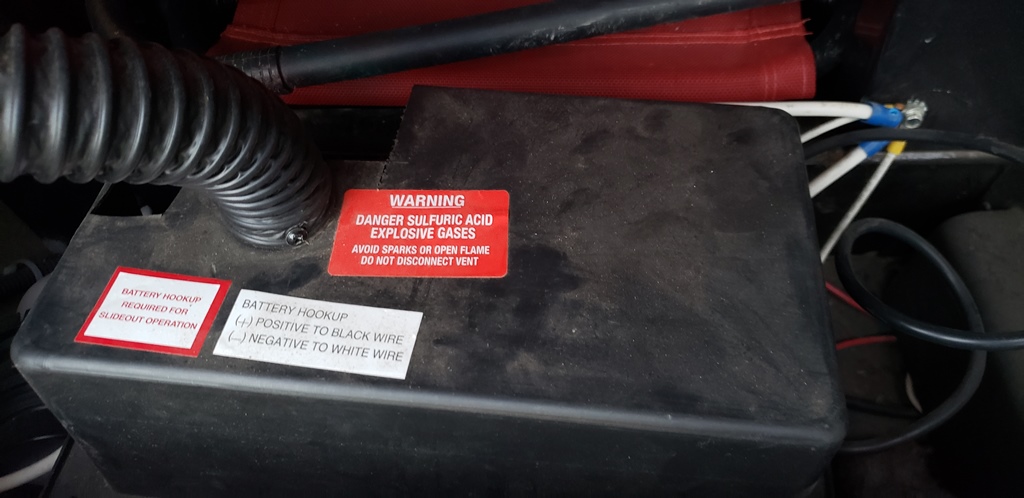 WARNING
DANGER SULFURIC ACID
EXPLOSIVE GASES
AVOID SPARKS OR OPEN FLAME
DO NOT DISCONNECT VENT
BATTERY HOOKUP
REQUIRED FOR
SLIDEOUT OPERATION
BATTERY HOOKUP
(+) POSITIVE TO BLACK WIRE
(-) NEGATIVE TO WHITE WIRE